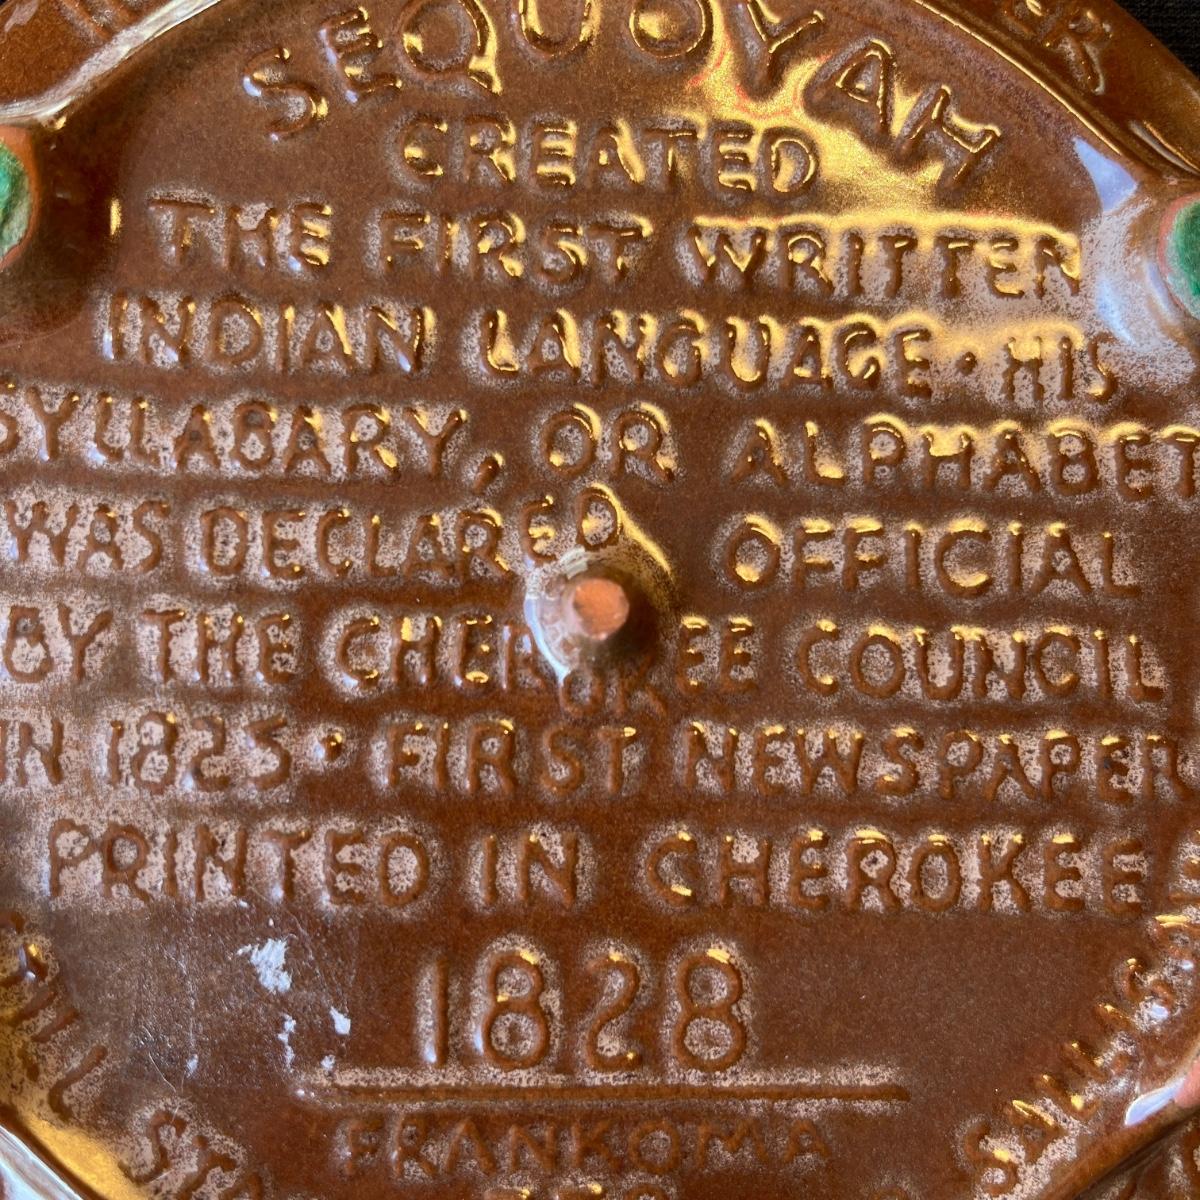 SEQUOYAH
CREATED
THE FIRST WRITTEN
INDIAN LANGUAGE • HIS
SYLLABARY, OR ALPHABET
WAS DECLARED OFFICIAL
BY THE CHEROKEE COUNCIL
IN 1825 • FIRST NEWSPAPER
PRINTED IN CHEROKEE
1828
FRANKOMA